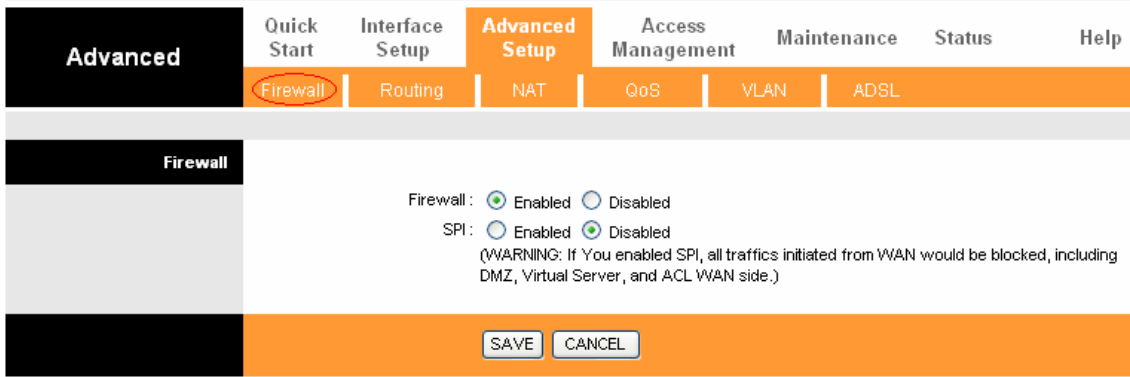 Advanced
Quick Start
Interface Setup
Advanced Setup
Access Management
Maintenance
Status
Help
Firewall
Routing
NAT
QoS
VLAN
ADSL
Firewall
Firewall : Enabled Disabled
SPI : Enabled Disabled
(WARNING: If You enabled SPI, all traffics initiated from WAN would be blocked, including
DMZ, Virtual Server, and ACL WAN side.)
SAVE CANCEL